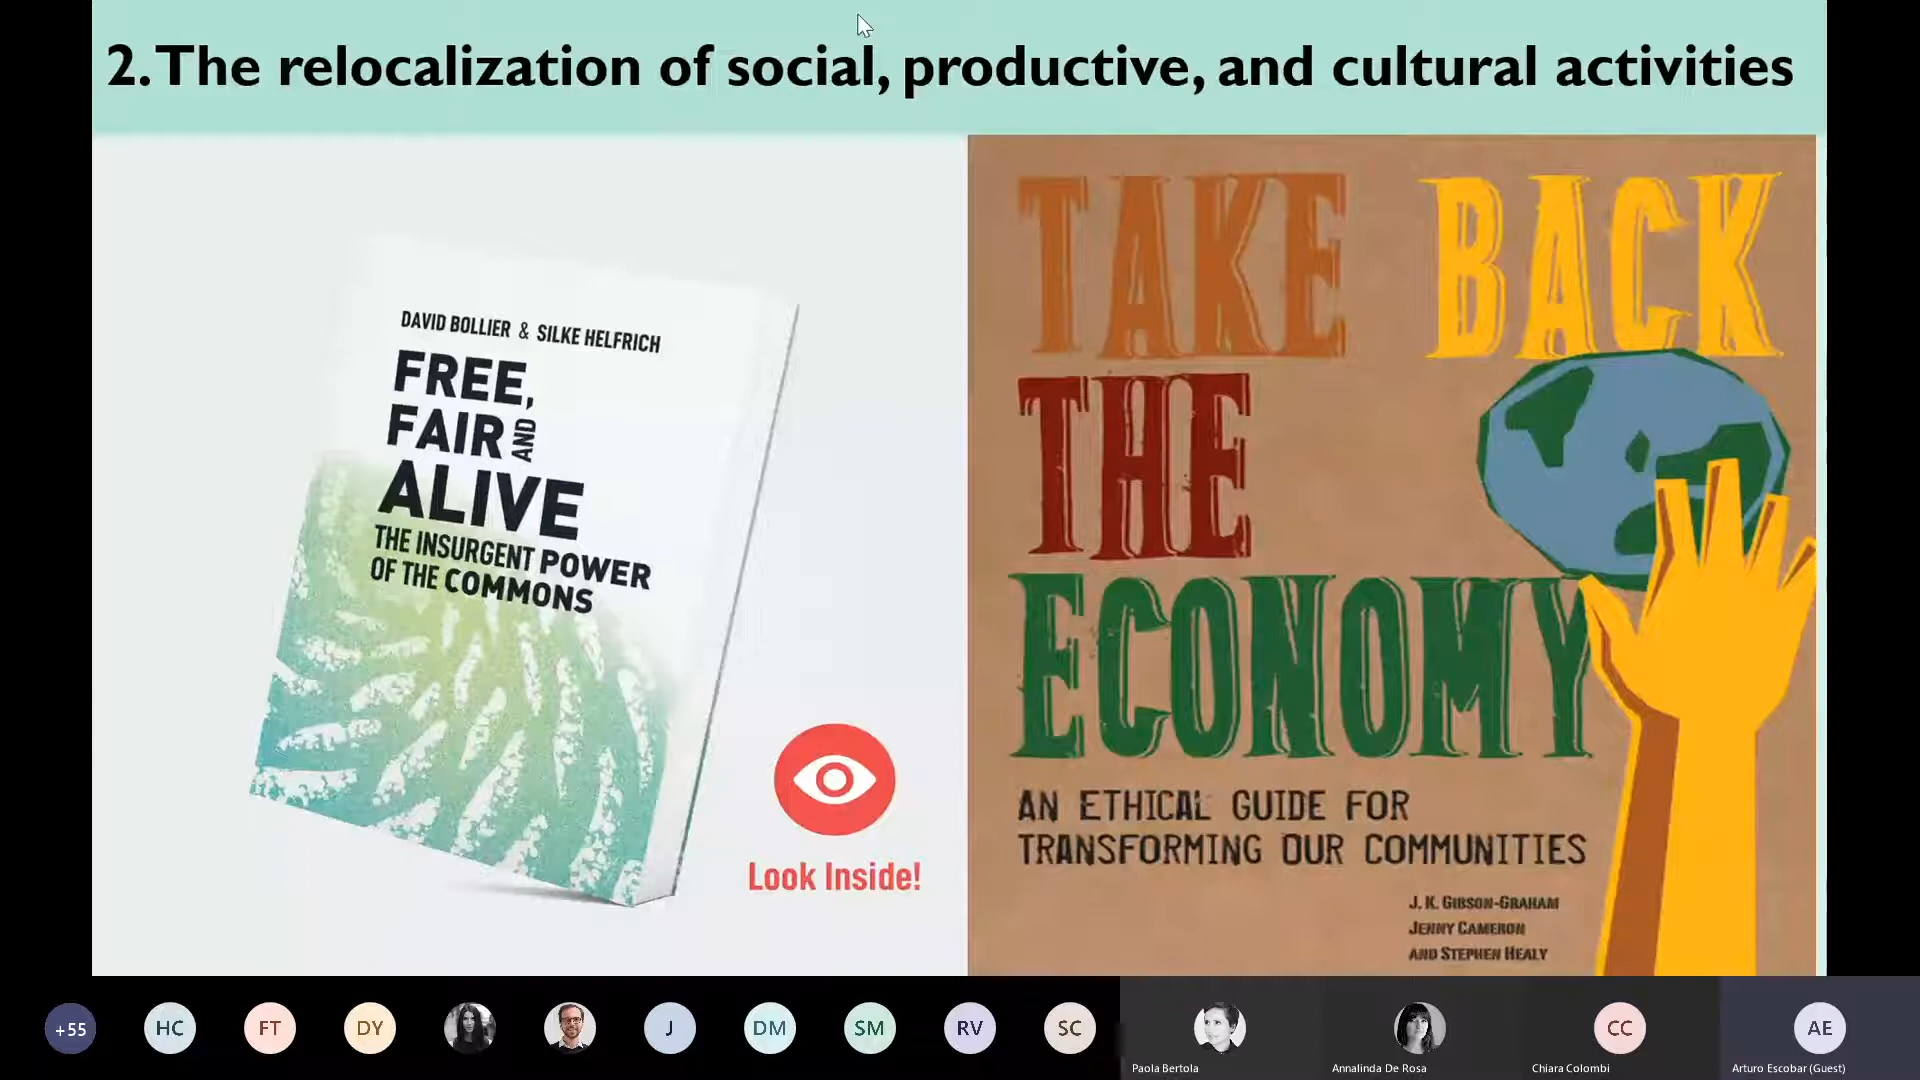 2. The relocalization of social, productive, and cultural activities
DAVID BOLLIER & SILKE HELFRICH
FREE,
FAIR AND
ALIVE
THE INSURGENT POWER
OF THE COMMONS
Look Inside!
TAKE BACK
THE
ECONOMY
AN ETHICAL GUIDE FOR
TRANSFORMING OUR COMMUNITIES
J. K. GIBSON-GRAHAM
JENNY CAMERON
AND STEPHEN HEALY
+55
HC
FT
DY
J
DM
SM
RV
SC
CC
AE
Paola Bertola
Annalinda De Rosa
Chiara Colombi
Arturo Escobar (Guest)